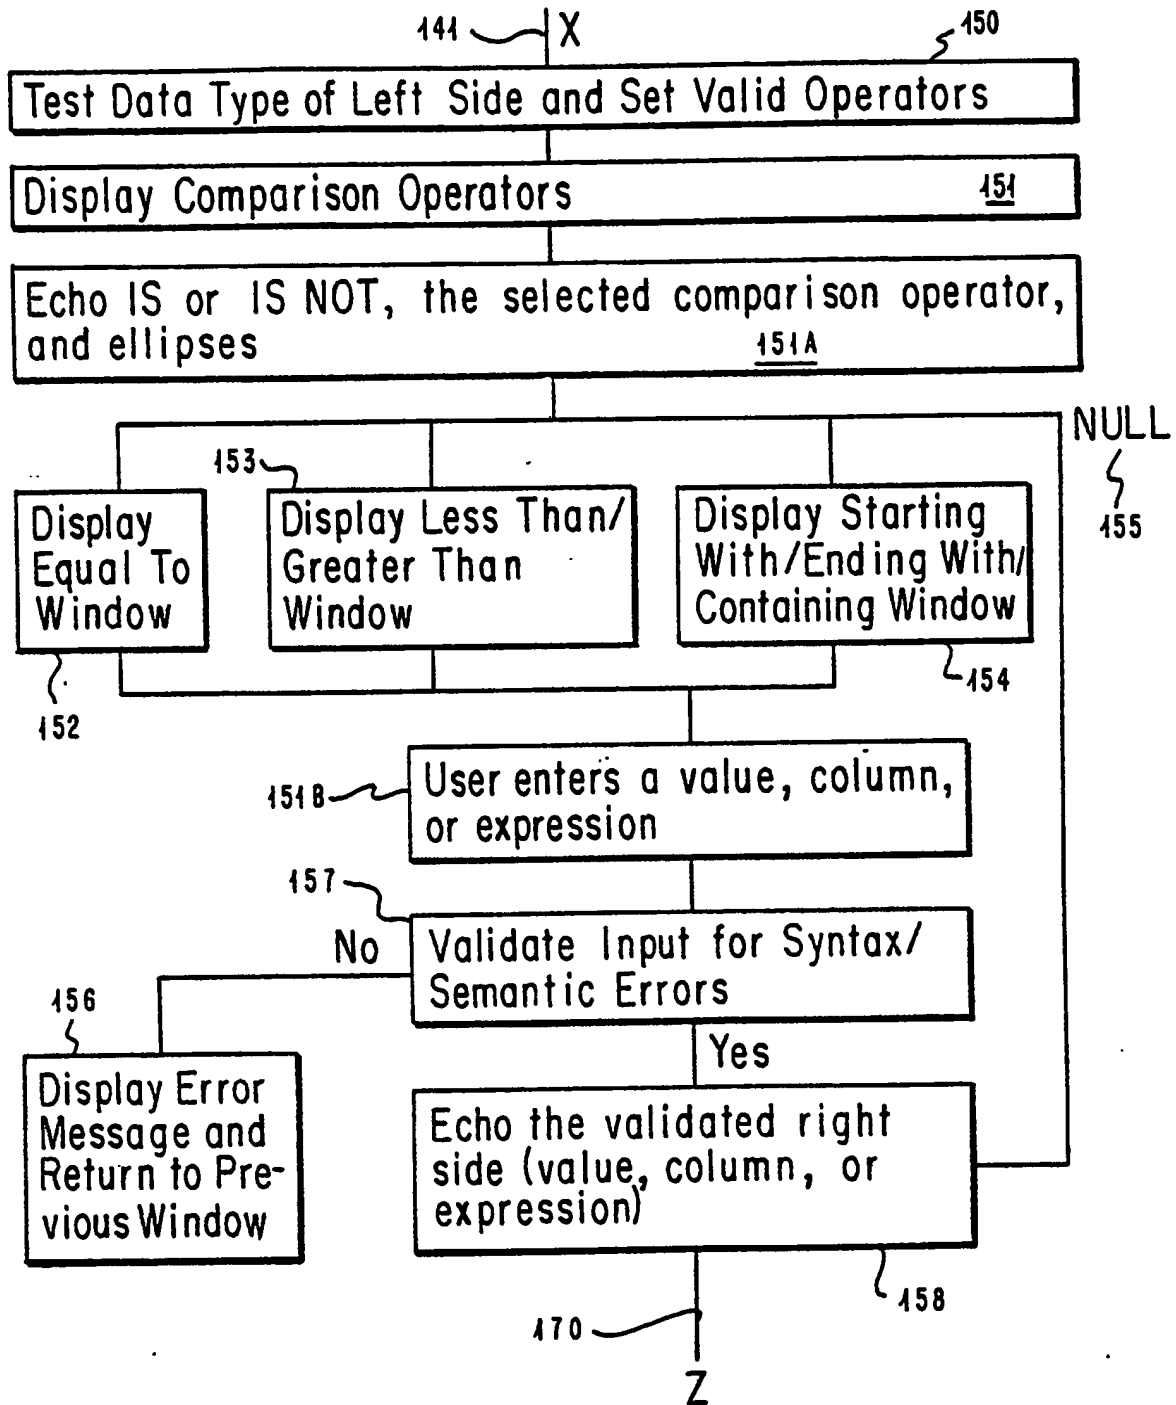 141 X 150
Test Data Type of Left Side and Set Valid Operators
Display Comparison Operators 151
Echo IS or IS NOT, the selected comparison operator,
and ellipses 151A
NULL
155
153
Display
Equal To
Window
152
Display Less Than/
Greater Than
Window
Display Starting
With/Ending With/
Containing Window
154
151B
User enters a value, column,
or expression
157
No
Validate Input for Syntax/
Semantic Errors
Yes
156
Display Error
Message and
Return to Pre-
vious Window
Echo the validated right
side (value, column, or
expression)
158
170
Z